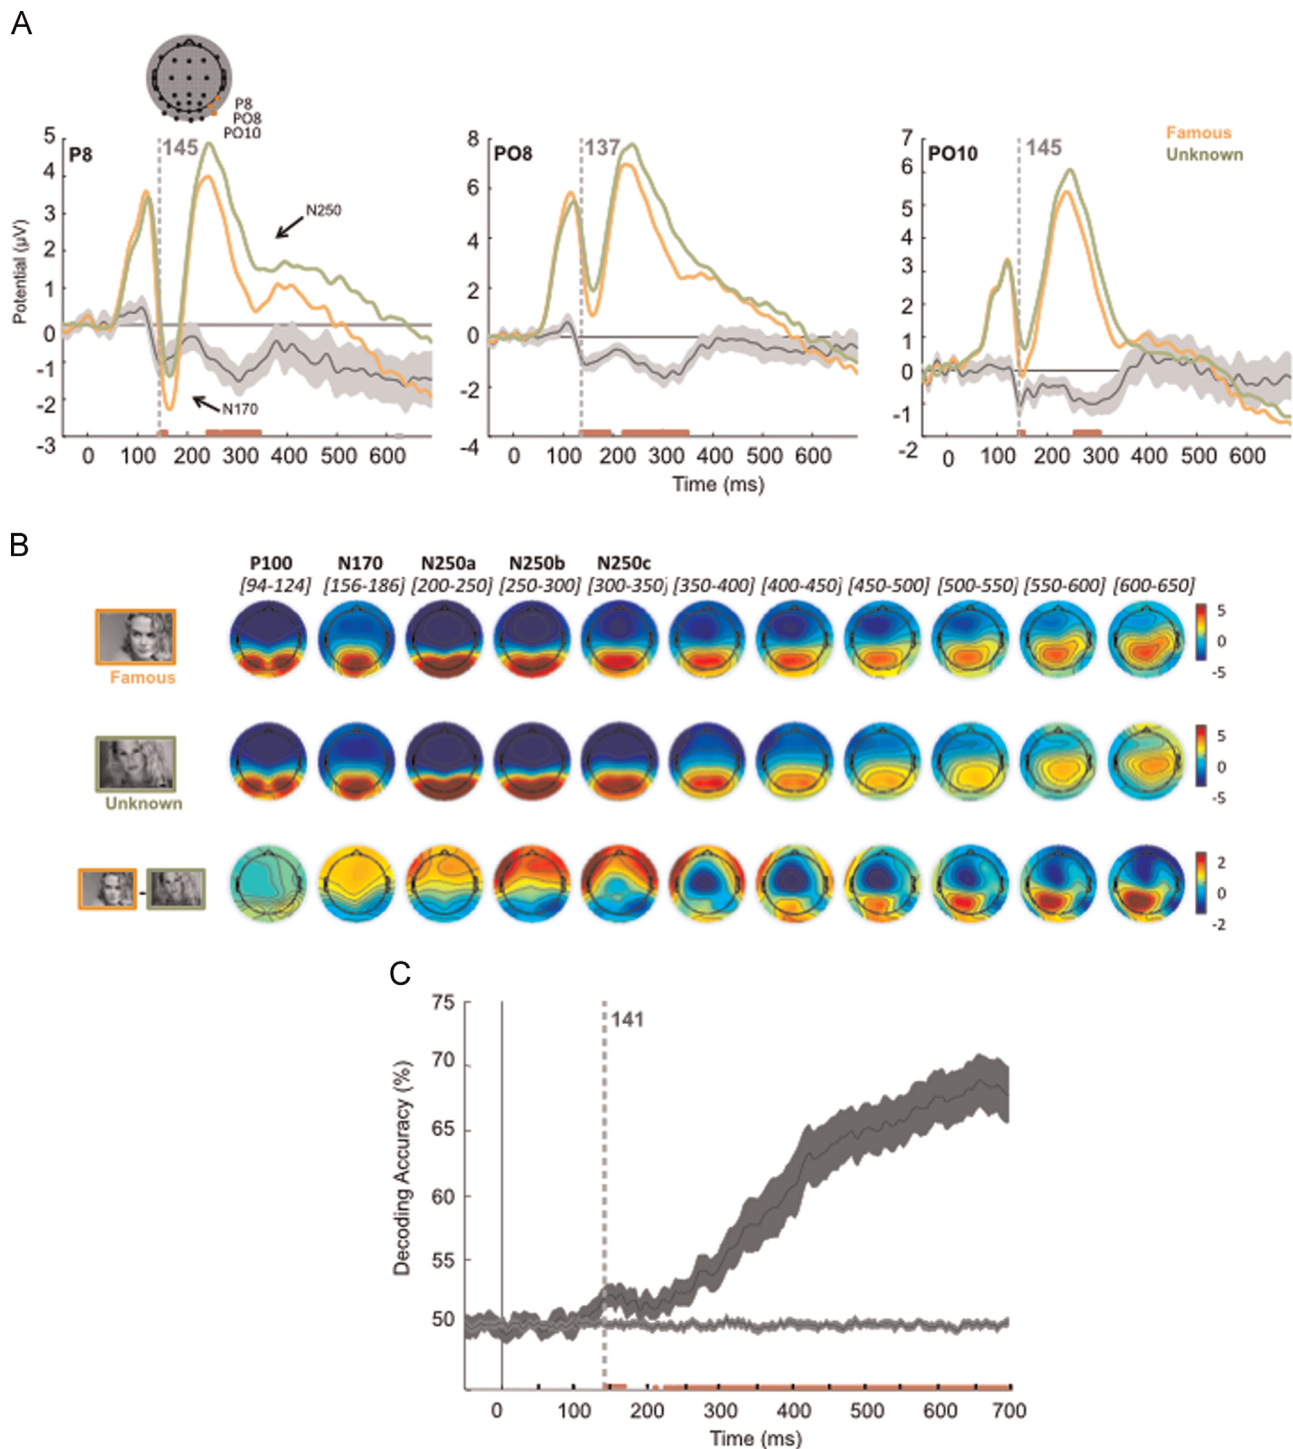 A
P8
PO8
PO10
Potential (µV)
P8
145
N250
N170
5
4
3
2
1
0
-1
-2
-3
0 100 200 300 400 500 600
PO8
137
8
6
4
2
0
-2
-4
0 100 200 300 400 500 600
Time (ms)
PO10
145
Famous
Unknown
7
6
5
4
3
2
1
0
-1
-2
0 100 200 300 400 500 600
B
P100 N170 N250a N250b N250c
[94-124] [156-186] [200-250] [250-300] [300-350] [350-400] [400-450] [450-500] [500-550] [550-600] [600-650]
Famous
5
0
-5
Unknown
5
0
-5
-
2
0
-2
C
141
Decoding Accuracy (%)
75
70
65
60
55
50
0 100 200 300 400 500 600 700
Time (ms)